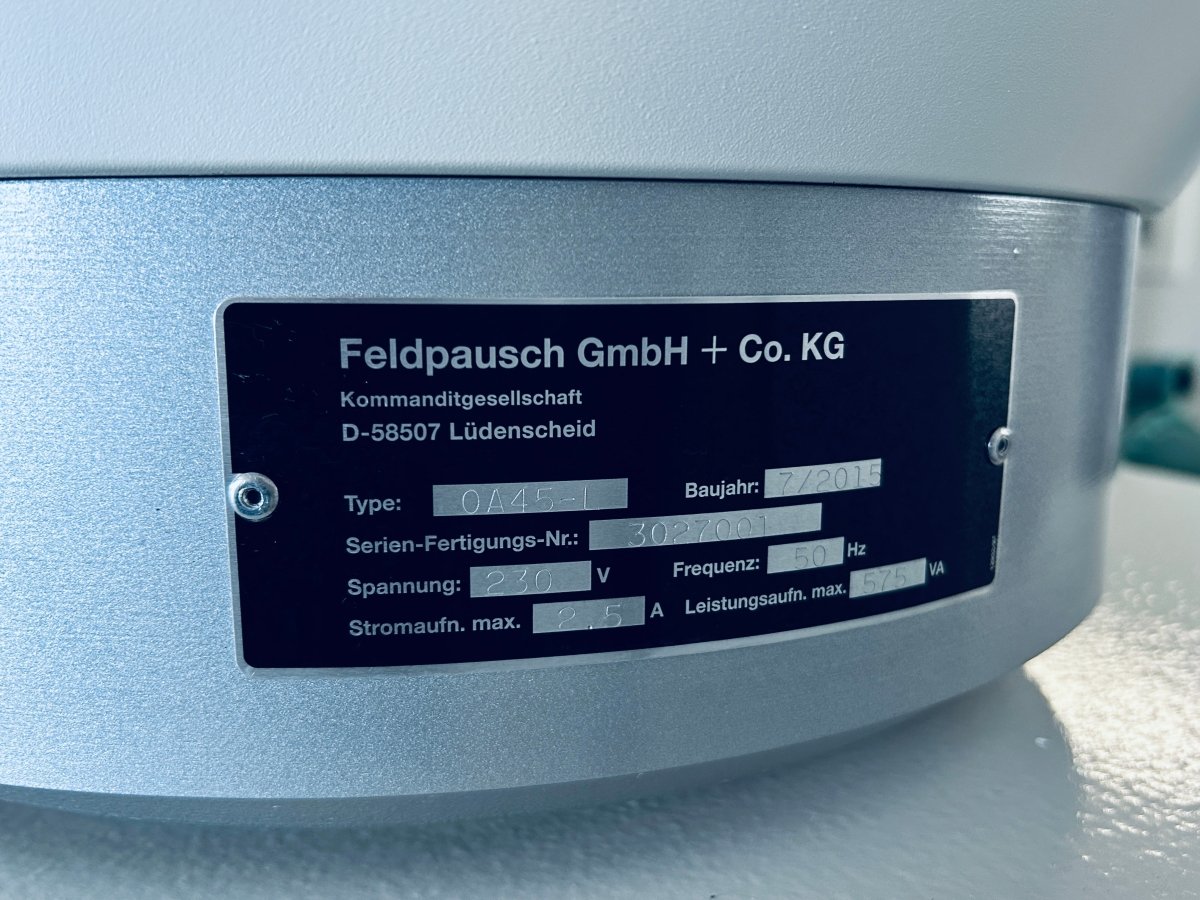 Feldpausch GmbH + Co. KG
Kommanditgesellschaft
D-58507 Lüdenscheid
Type: OA45-L Baujahr: 7/2015
Serien-Fertigungs-Nr.: 3027001
Spannung: 230 V Frequenz: 50 Hz
Stromaufn. max. 2.5 A Leistungsaufn. max. 575 VA